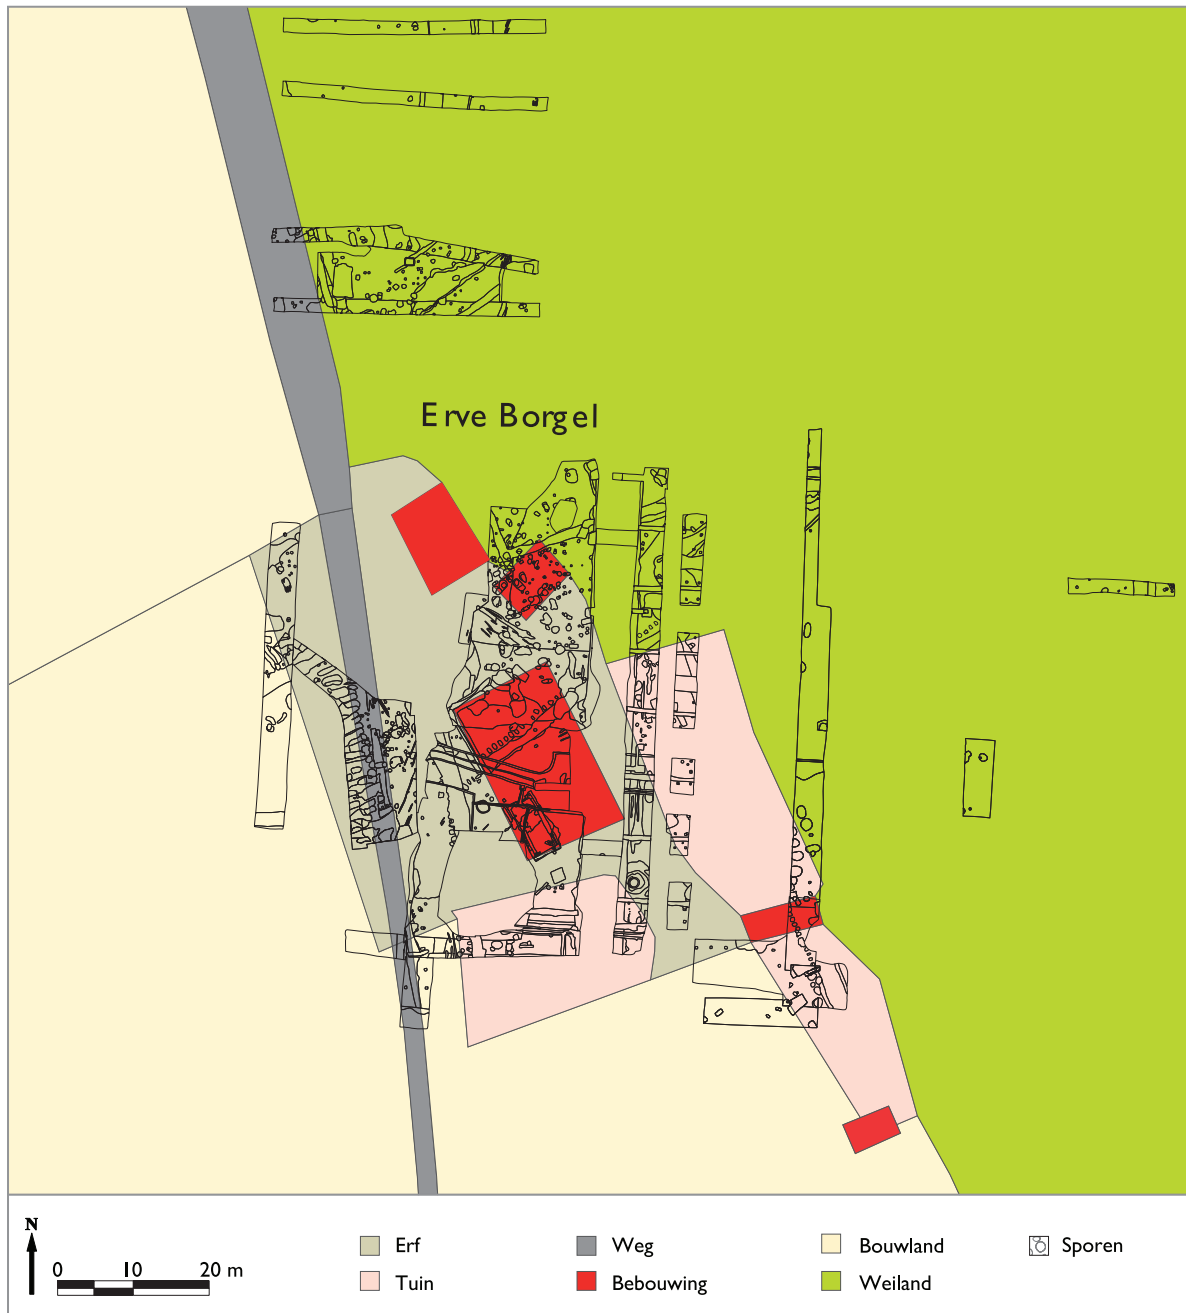 Erve Borgel
N
0 10 20 m
Erf
Weg
Bouwland
Sporen
Tuin
Bebouwing
Weiland